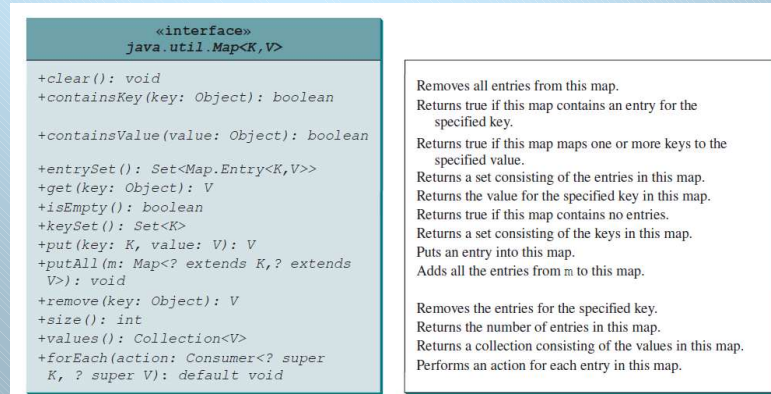 «interface»
java.util.Map<K,V>
+clear(): void
+containsKey(key: Object): boolean
+containsValue(value: Object): boolean
+entrySet(): Set<Map.Entry<K,V>>
+get(key: Object): V
+isEmpty(): boolean
+keySet(): Set<K>
+put(key: K, value: V): V
+putAll(m: Map<? extends K,? extends
V>): void
+remove(key: Object): V
+size(): int
+values(): Collection<V>
+forEach(action: Consumer<? super
K, ? super V): default void
Removes all entries from this map.
Returns true if this map contains an entry for the
specified key.
Returns true if this map maps one or more keys to the
specified value.
Returns a set consisting of the entries in this map.
Returns the value for the specified key in this map.
Returns true if this map contains no entries.
Returns a set consisting of the keys in this map.
Puts an entry into this map.
Adds all the entries from m to this map.
Removes the entries for the specified key.
Returns the number of entries in this map.
Returns a collection consisting of the values in this map.
Performs an action for each entry in this map.